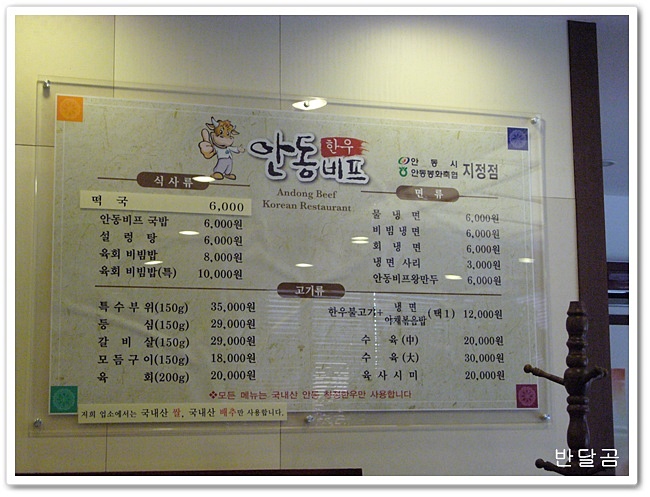 안동 한우 비프
Andong Beef
Korean Restaurant
안동시
안동봉화축협 지정점
식사류
떡국 6,000
안동비프 국밥 6,000원
설렁탕 6,000원
육회 비빔밥 8,000원
육회 비빔밥(특) 10,000원
면류
물냉면 6,000원
비빔냉면 6,000원
회냉면 6,000원
냉면 사리 3,000원
안동비프왕만두 6,000원
고기류
특수부위(150g) 35,000원
등심(150g) 29,000원
갈비살(150g) 29,000원
모듬구이(150g) 18,000원
육회(200g) 20,000원
한우불고기+ 냉면 야채볶음밥 (택1) 12,000원
수육(中) 20,000원
수육(大) 30,000원
육사시미 20,000원
❖모든 메뉴는 국내산 안동 청정한우만 사용합니다
저희 업소에서는 국내산 쌀, 국내산 배추만 사용합니다.
반달곰